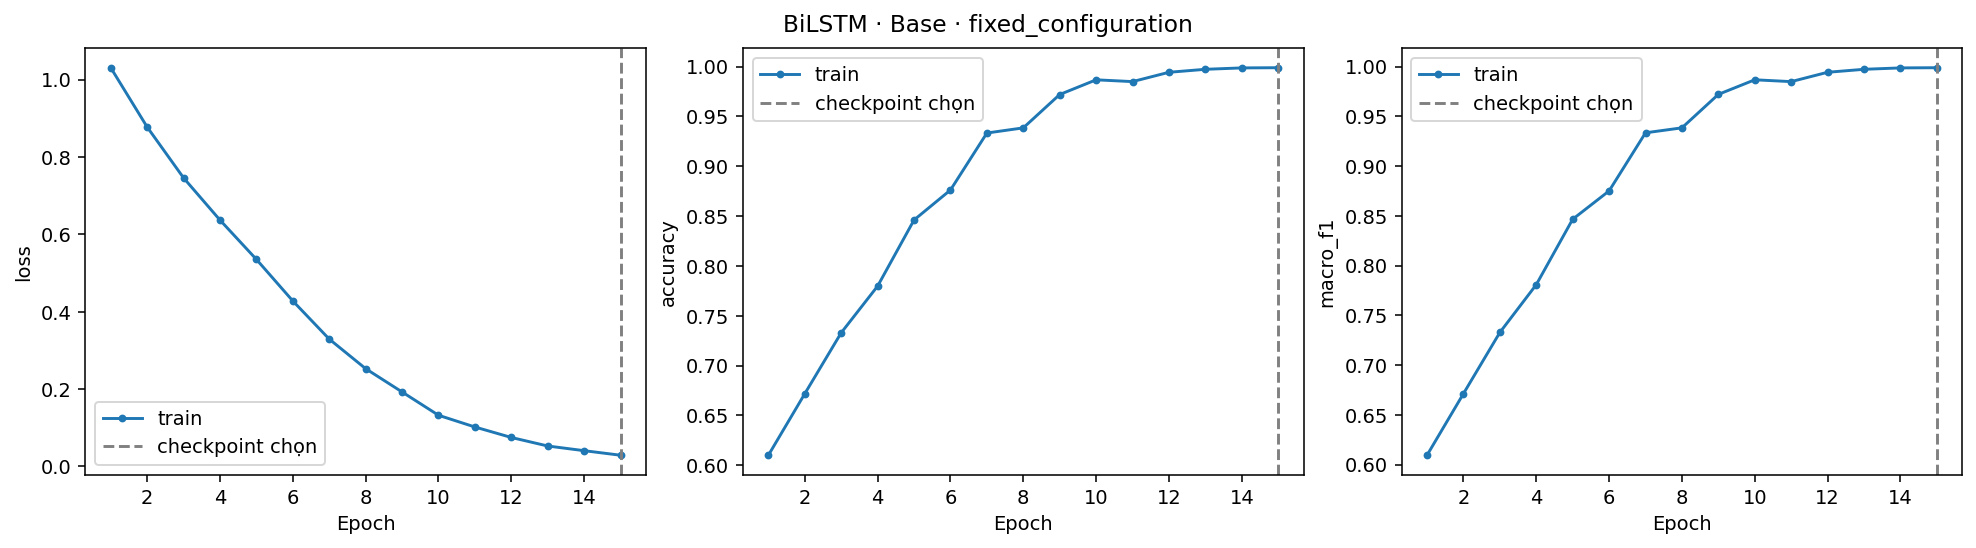 BiLSTM · Base · fixed_configuration
loss
1.0
0.8
0.6
0.4
0.2
0.0
train
checkpoint chọn
2 4 6 8 10 12 14
Epoch
accuracy
1.00
0.95
0.90
0.85
0.80
0.75
0.70
0.65
0.60
train
checkpoint chọn
2 4 6 8 10 12 14
Epoch
macro_f1
1.00
0.95
0.90
0.85
0.80
0.75
0.70
0.65
0.60
train
checkpoint chọn
2 4 6 8 10 12 14
Epoch